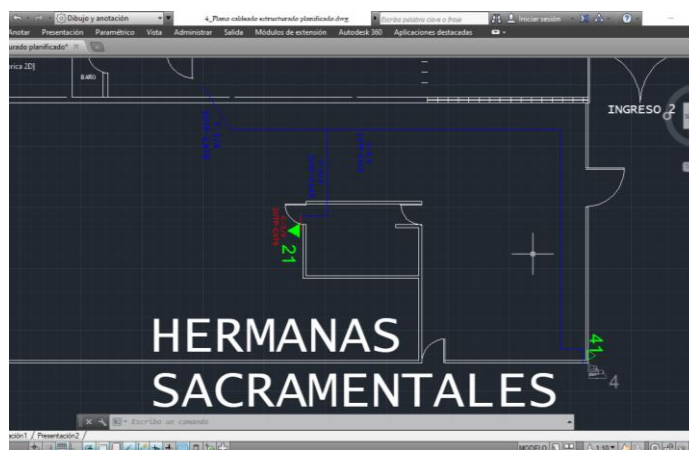 Dibujo y anotación
4_Plano cableado estructurado planificado.dwg
Escriba palabra clave o frase
Iniciar sesión
Anotar Presentación Paramétrico Vista Administrar Salida Módulos de extensión Autodesk 360 Aplicaciones destacadas
urado planificado*
BAÑO
INGRESO 2
21
41
4
HERMANAS
SACRAMENTALES
Escriba un comando
ación1 / Presentación2 /
MODELO
1:10